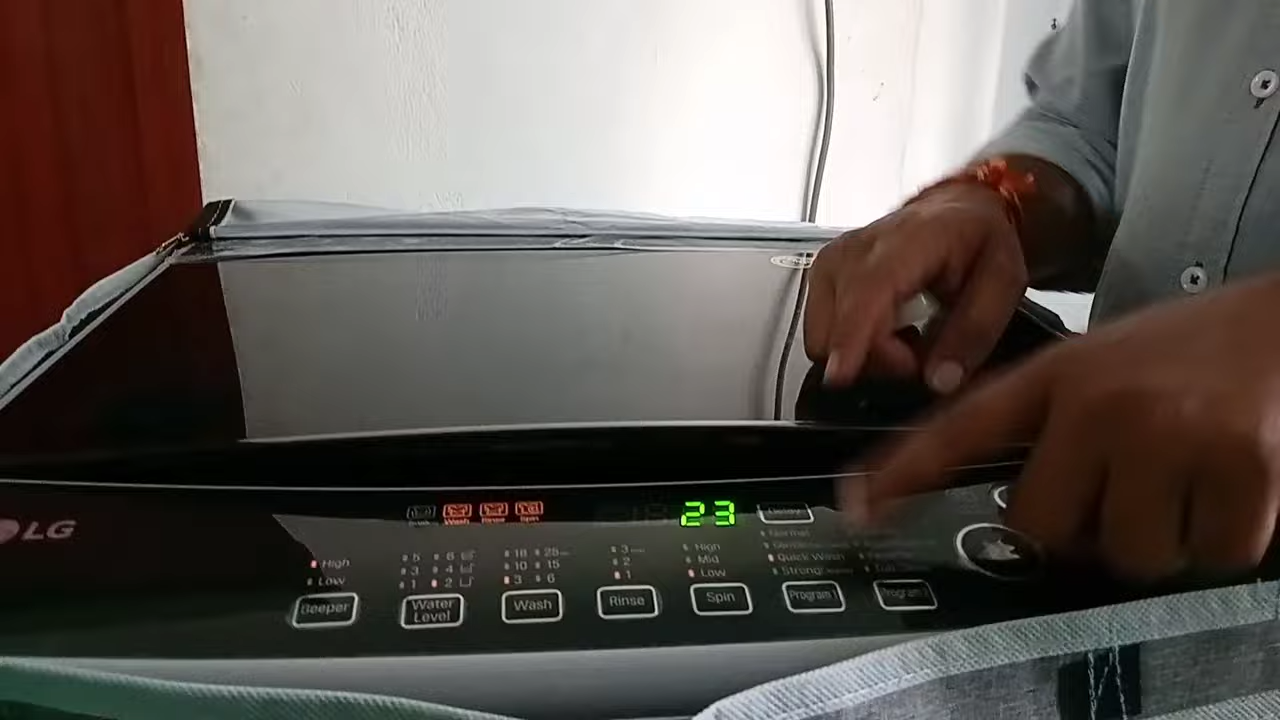 LG
Wash Rinse Spin
23
High
Low
5 6
3 4
1 2
18 25
10 15
3 6
3
2
1
High
Mid
Low
Normal
Quick Wash
Strong
Beeper
Water Level
Wash
Rinse
Spin
Program
Program